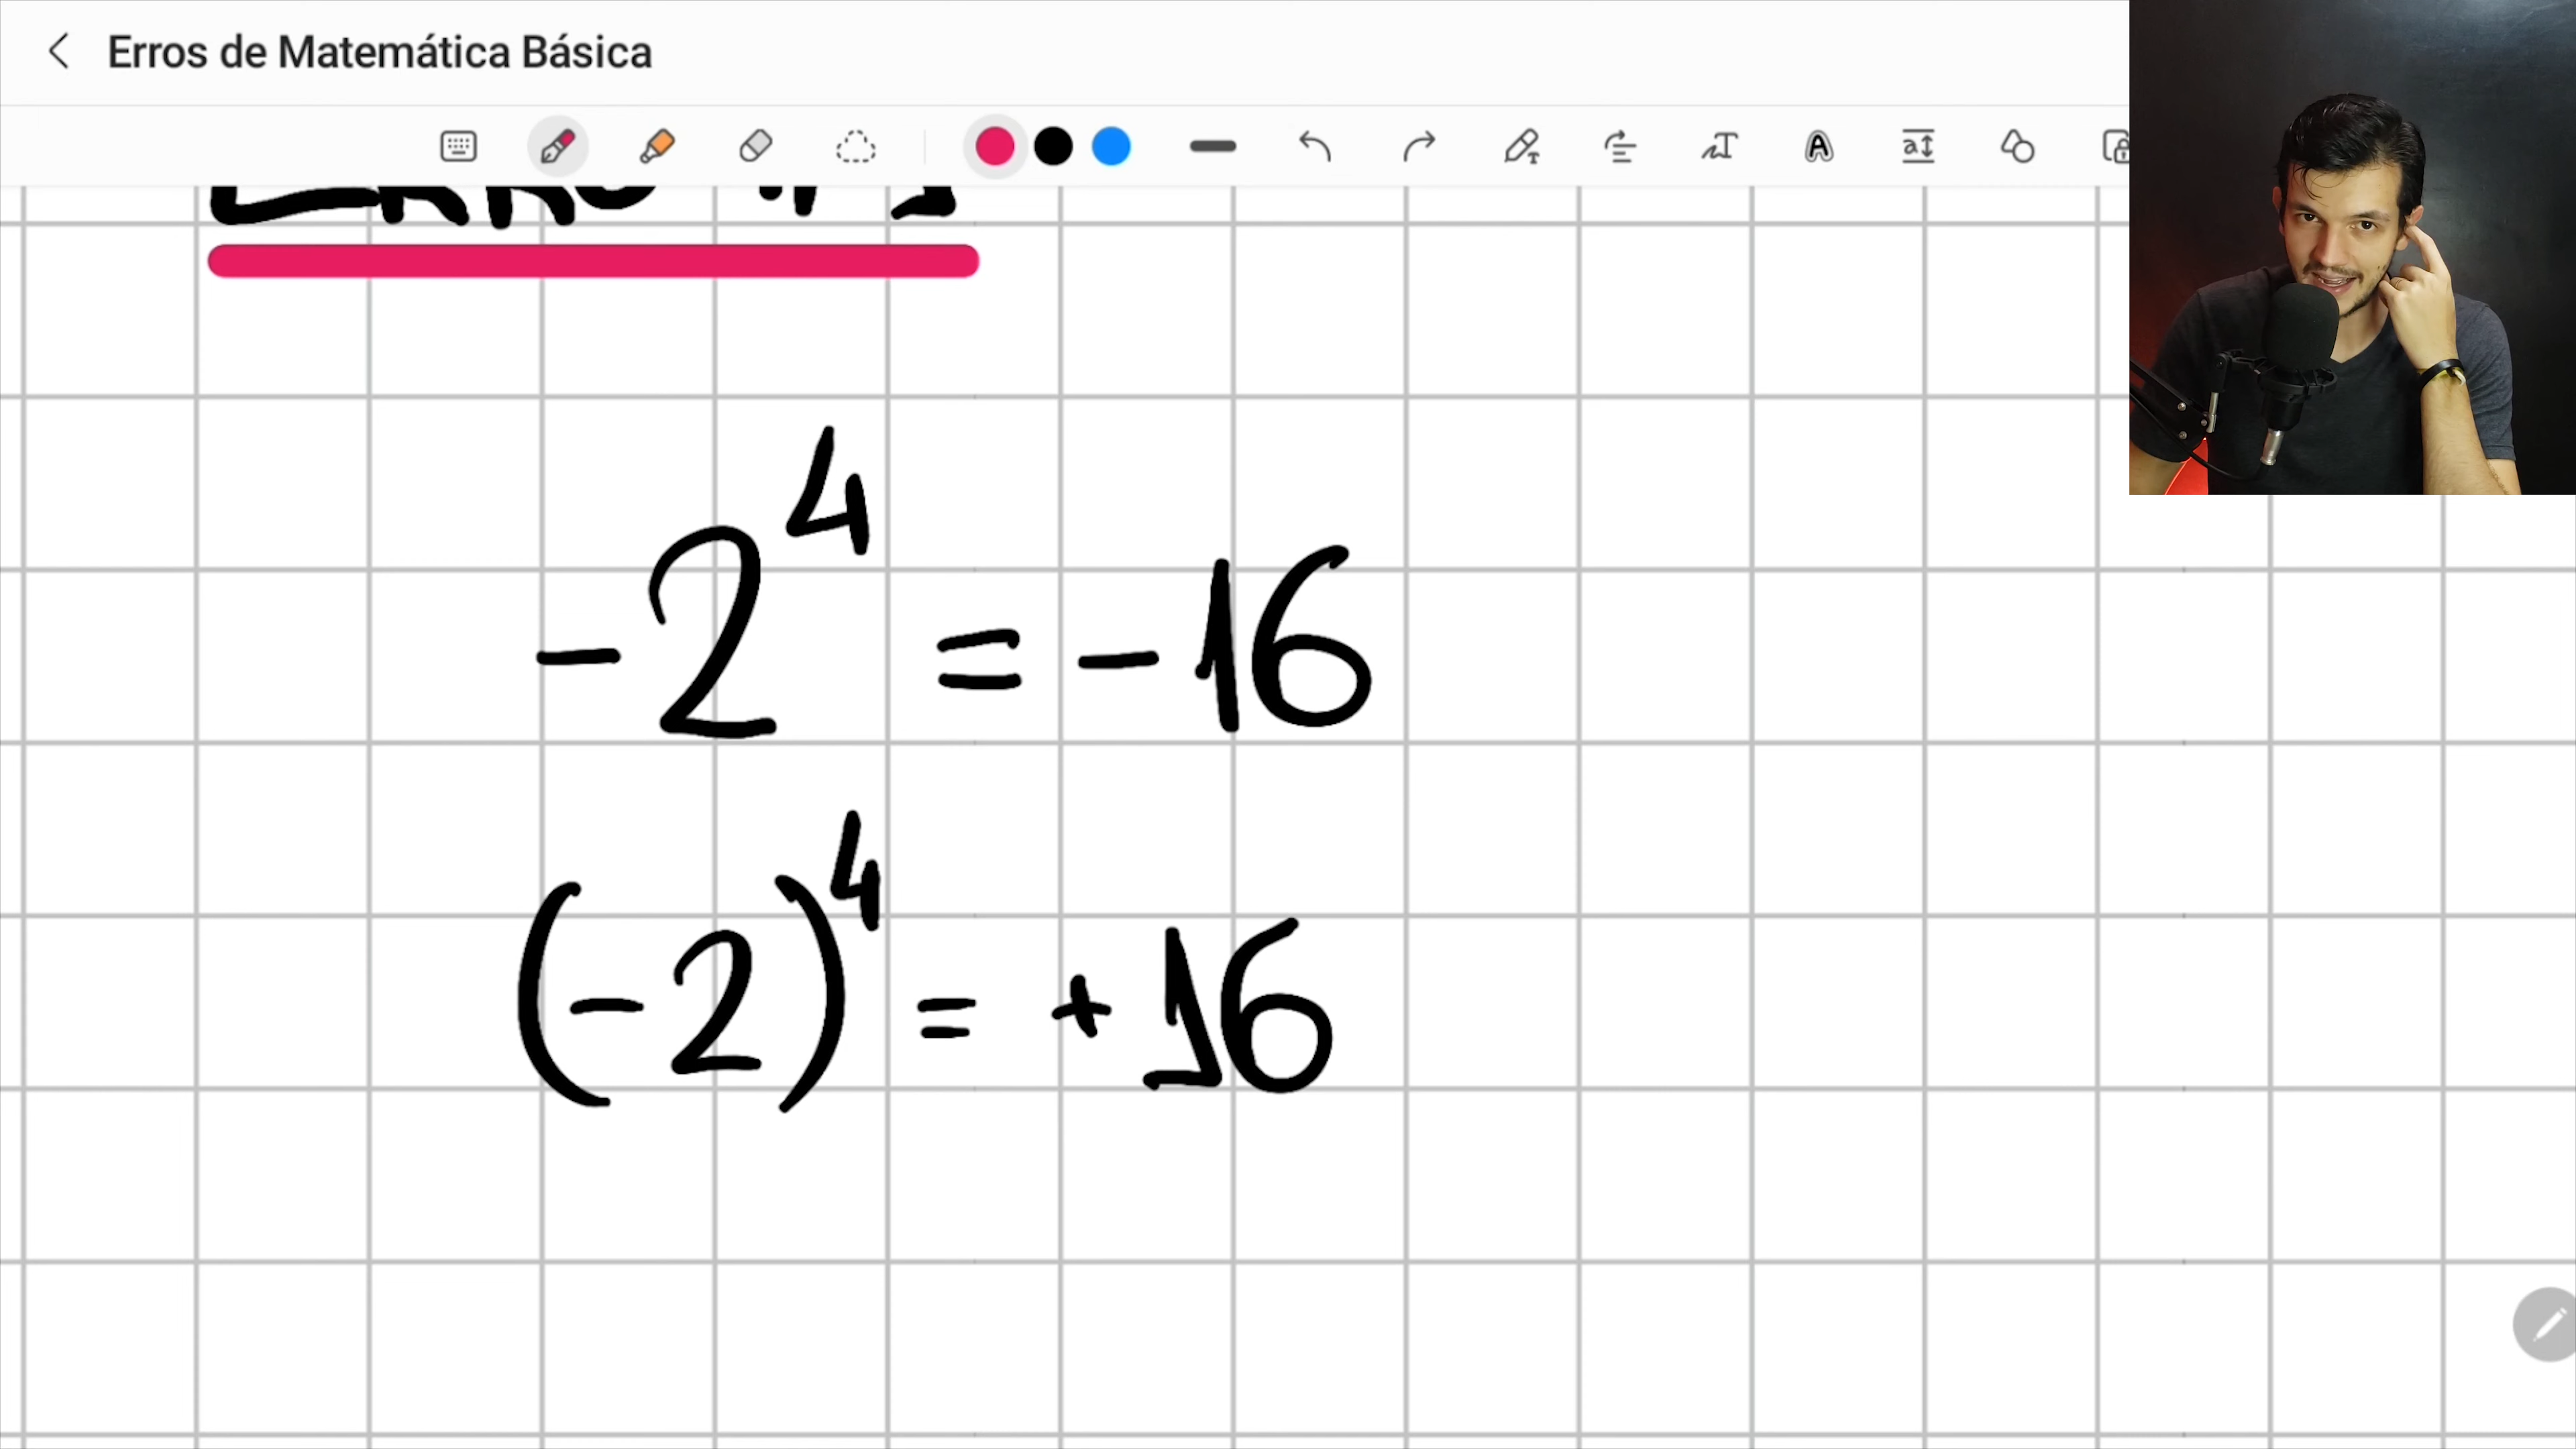 Erros de Matemática Básica
-2⁴ = -16
(-2)⁴ = +16